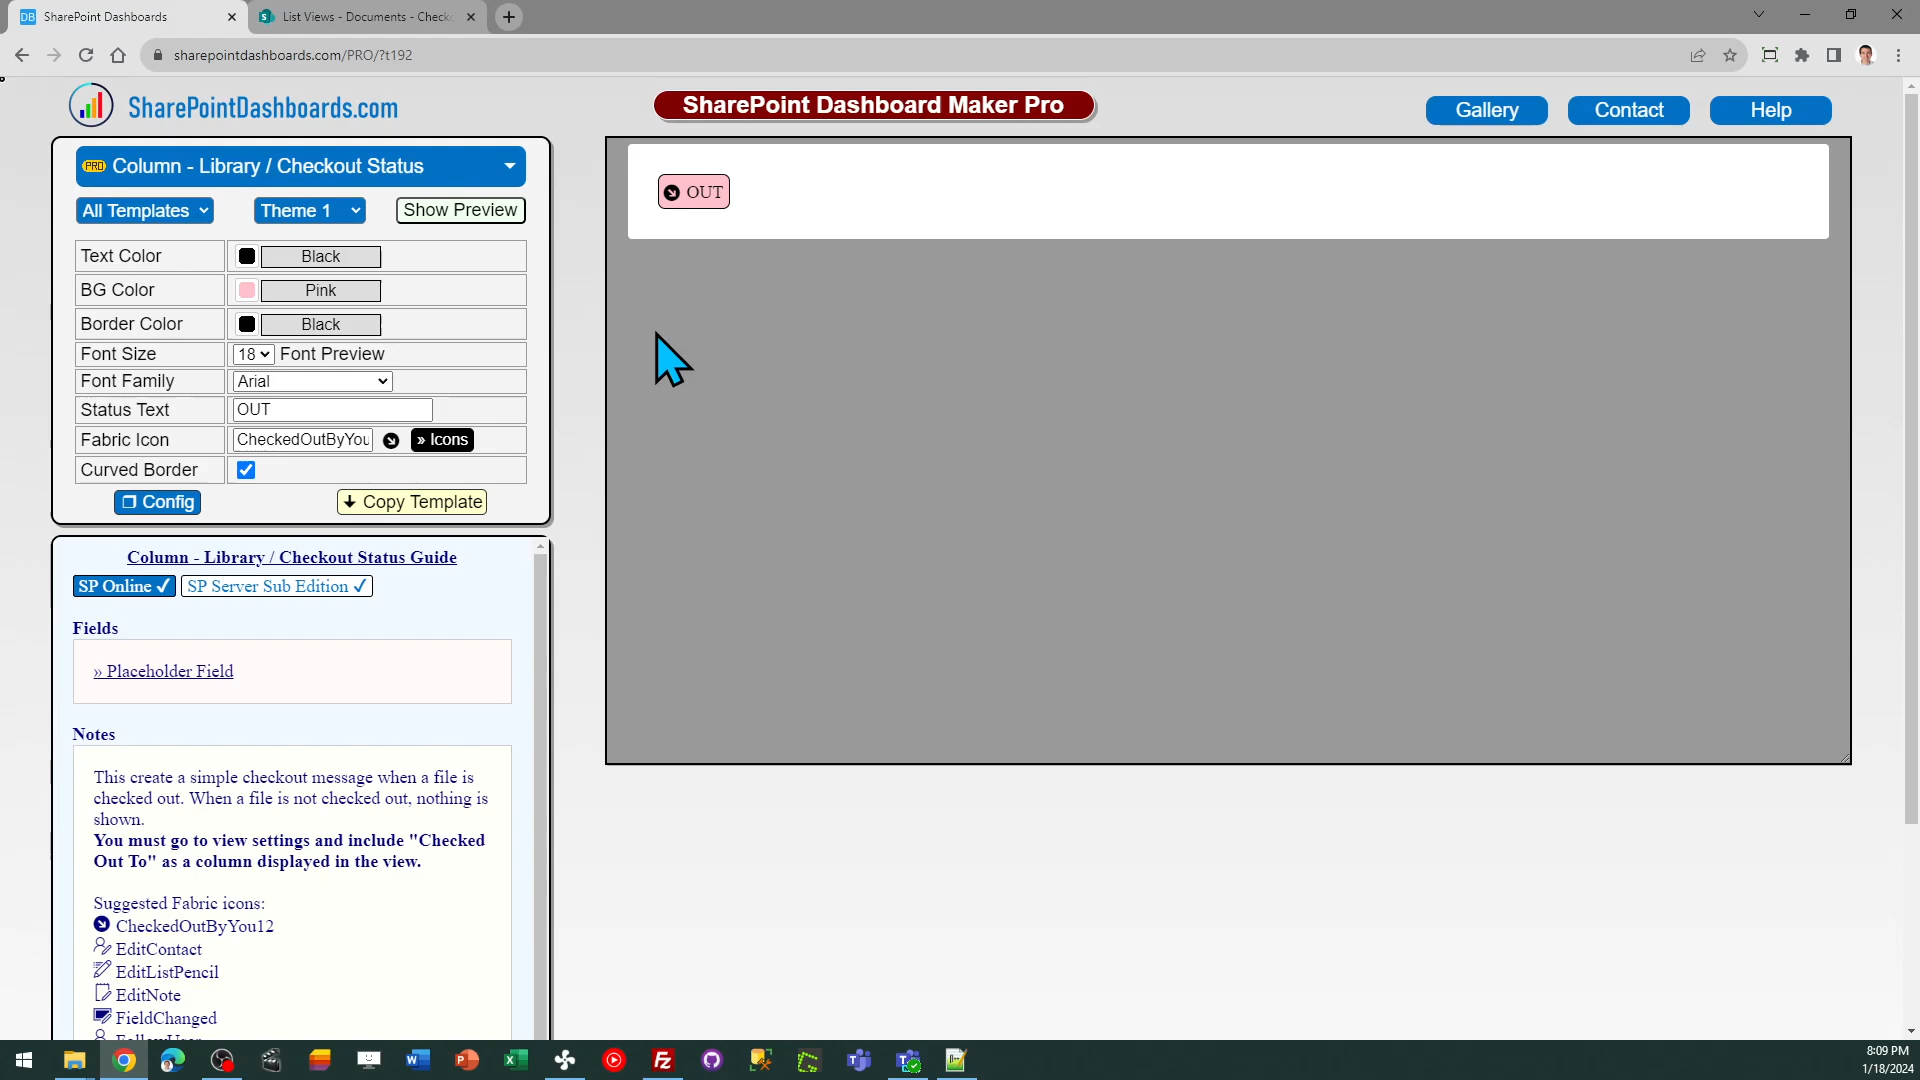 DB SharePoint Dashboards
List Views - Documents - Check
sharepointdashboards.com/PRO/?t192
SharePointDashboards.com
SharePoint Dashboard Maker Pro
Gallery
Contact
Help
PRO Column - Library / Checkout Status
All Templates
Theme 1
Show Preview
Text Color
Black
BG Color
Pink
Border Color
Black
Font Size
18
Font Preview
Font Family
Arial
Status Text
OUT
Fabric Icon
CheckedOutByYou
» Icons
Curved Border
Config
Copy Template
OUT
Column - Library / Checkout Status Guide
SP Online ✓
SP Server Sub Edition ✓
Fields
» Placeholder Field
Notes
This create a simple checkout message when a file is
checked out. When a file is not checked out, nothing is
shown.
You must go to view settings and include "Checked
Out To" as a column displayed in the view.
Suggested Fabric icons:
CheckedOutByYou12
EditContact
EditListPencil
EditNote
FieldChanged
8:09 PM
1/18/2024